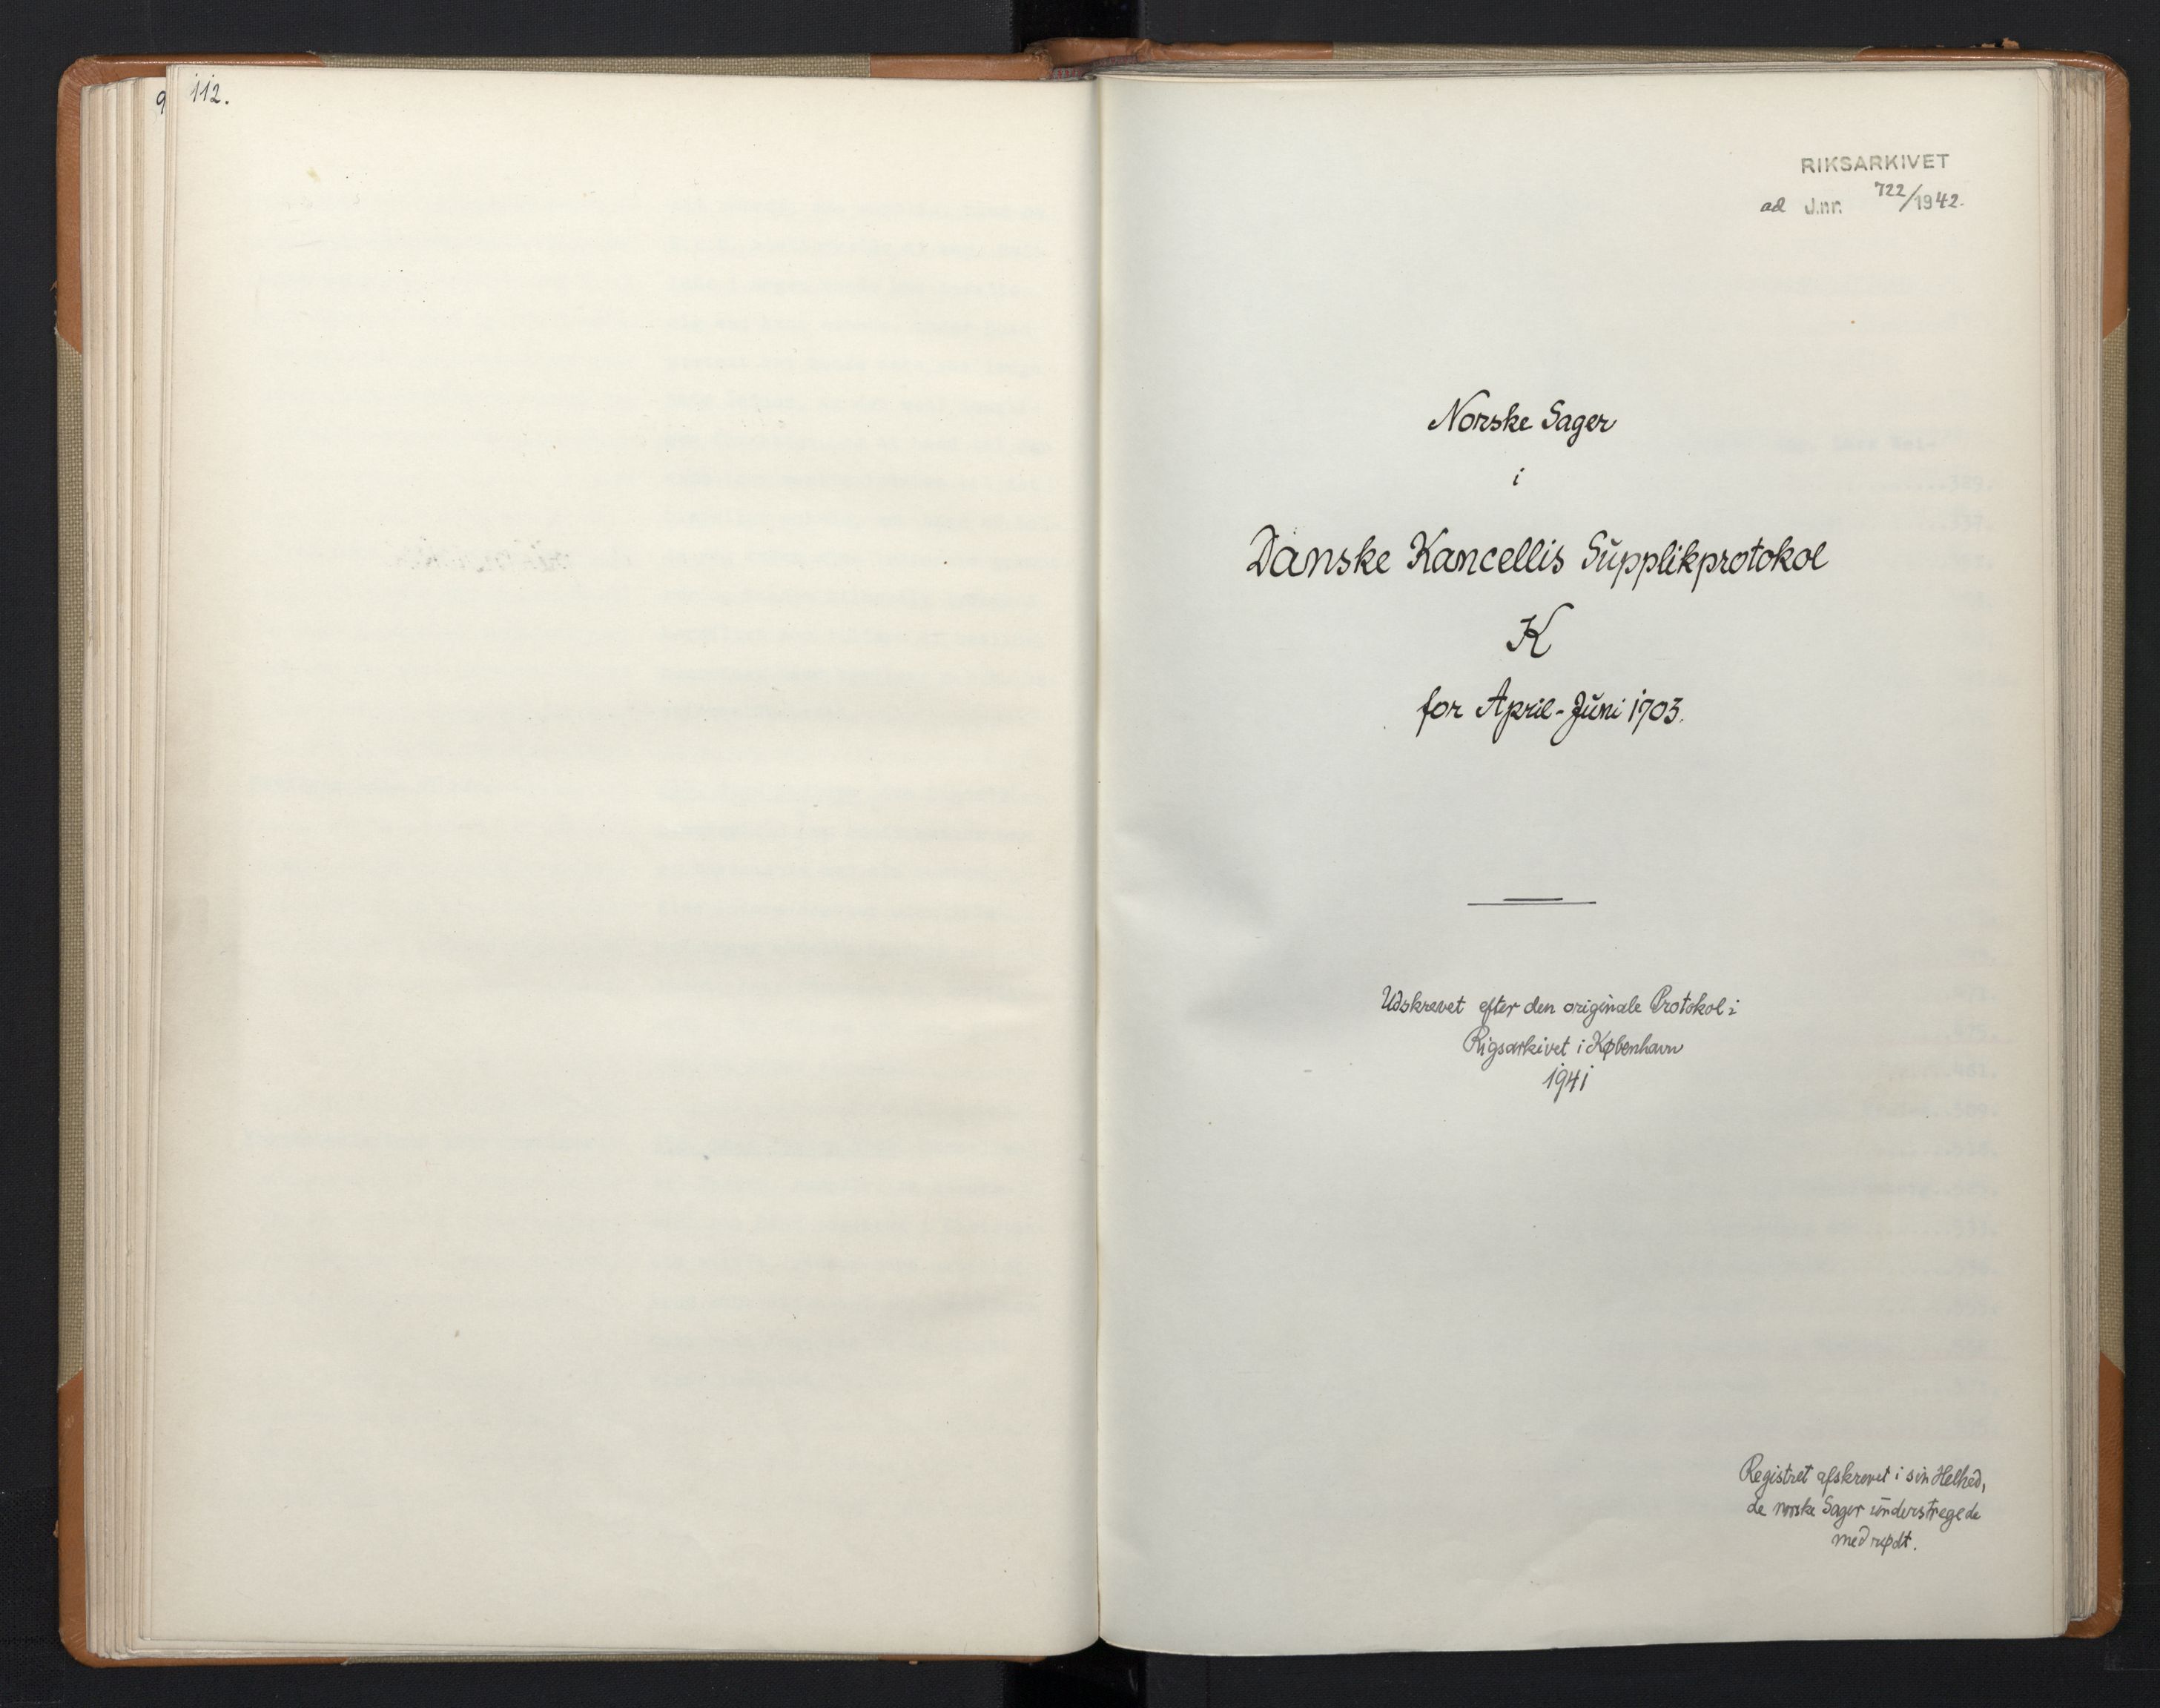 112.
RIKSARKIVET
ad J.nr. 722/1942.
Norske Sager
i
Danske Kancellis Supplikprotokol
K
for April-Juni 1703.
Udskrevet efter den originale Protokol i
Rigsarkivet i København
1941
Registret afskrevet i sin Helhed,
de norske Sager understregede
med rødt.